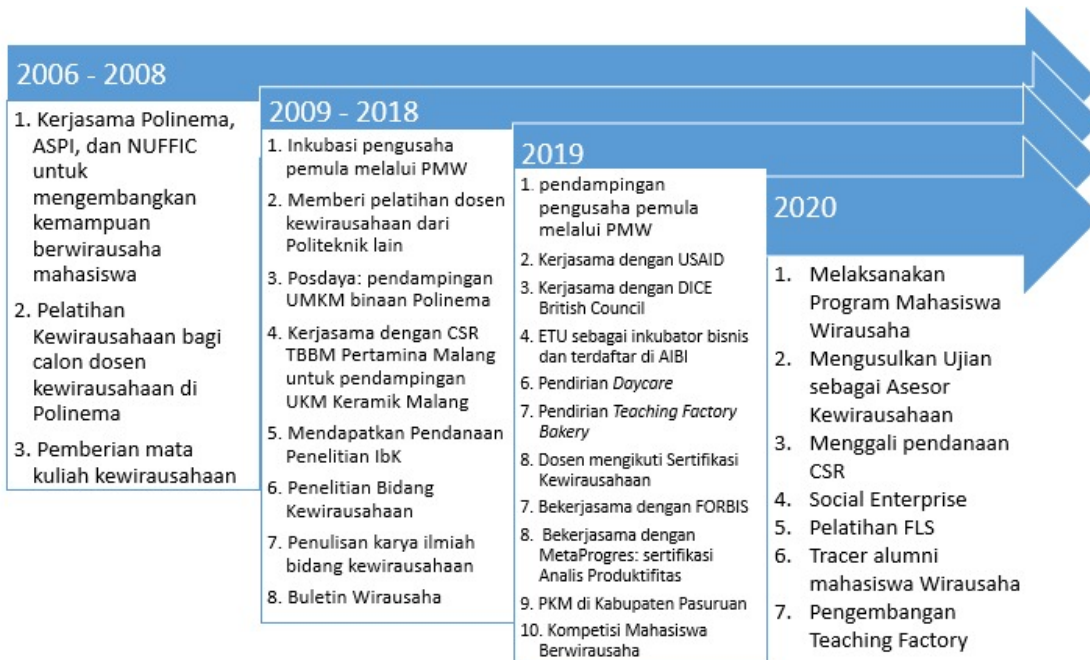 2006 - 2008
1. Kerjasama Polinema,
ASPI, dan NUFFIC
untuk
mengembangkan
kemampuan
berwirausaha
mahasiswa
2. Pelatihan
Kewirausahaan bagi
calon dosen
kewirausahaan di
Polinema
3. Pemberian mata
kuliah kewirausahaan
2009 - 2018
1. Inkubasi pengusaha
pemula melalui PMW
2. Memberi pelatihan dosen
kewirausahaan dari
Politeknik lain
3. Posdaya: pendampingan
UMKM binaan Polinema
4. Kerjasama dengan CSR
TBBM Pertamina Malang
untuk pendampingan
UKM Keramik Malang
5. Mendapatkan Pendanaan
Penelitian IbK
6. Penelitian Bidang
Kewirausahaan
7. Penulisan karya ilmiah
bidang kewirausahaan
8. Buletin Wirausaha
2019
1. pendampingan
pengusaha pemula
melalui PMW
2. Kerjasama dengan USAID
3. Kerjasama dengan DICE
British Council
4. ETU sebagai inkubator bisnis
dan terdaftar di AIBI
6. Pendirian Daycare
7. Pendirian Teaching Factory
Bakery
8. Dosen mengikuti Sertifikasi
Kewirausahaan
7. Bekerjasama dengan FORBIS
8. Bekerjasama dengan
MetaProgres: sertifikasi
Analis Produktifitas
9. PKM di Kabupaten Pasuruan
10. Kompetisi Mahasiswa
Berwirausaha
2020
1. Melaksanakan
Program Mahasiswa
Wirausaha
2. Mengusulkan Ujian
sebagai Asesor
Kewirausahaan
3. Menggali pendanaan
CSR
4. Social Enterprise
5. Pelatihan FLS
6. Tracer alumni
mahasiswa Wirausaha
7. Pengembangan
Teaching Factory